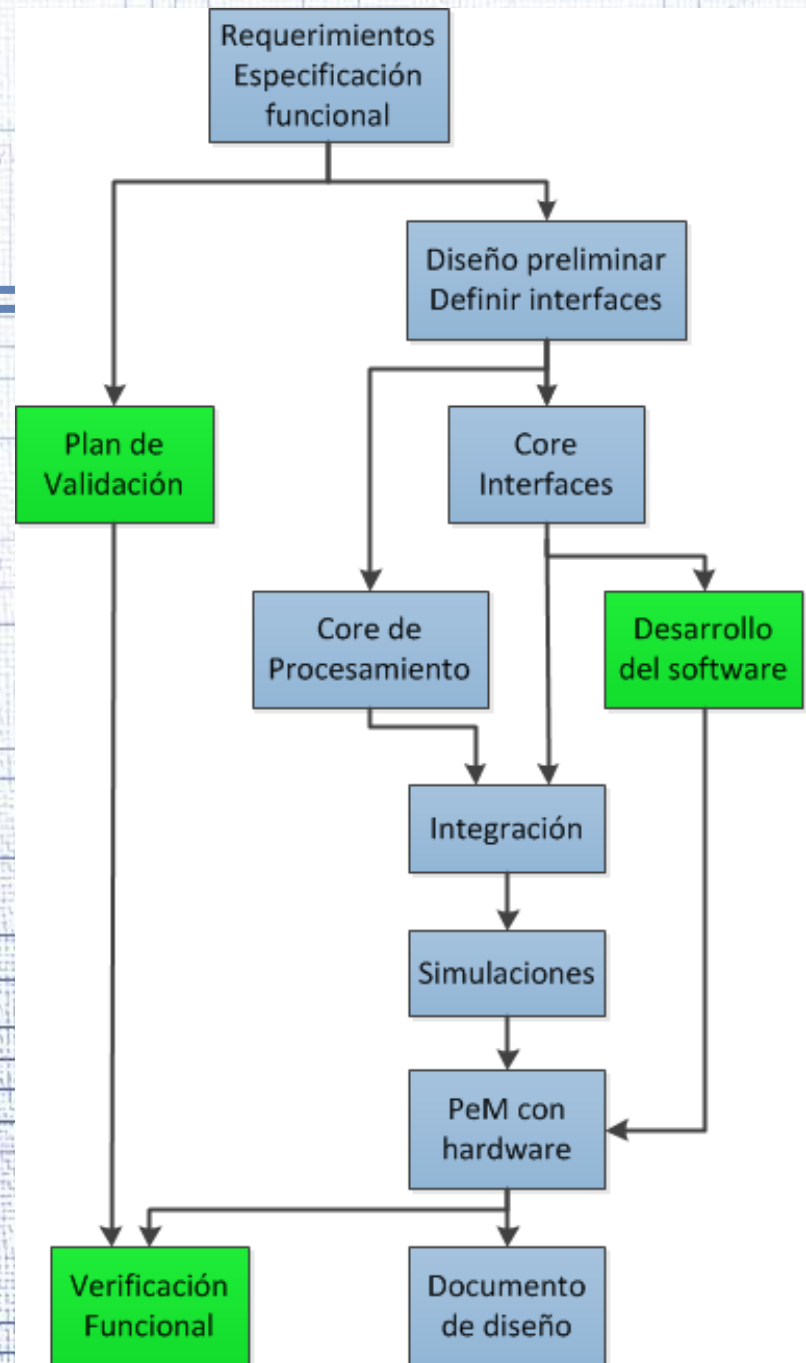 Requerimientos
Especificación
funcional
Diseño preliminar
Definir interfaces
Plan de
Validación
Core
Interfaces
Core de
Procesamiento
Desarrollo
del software
Integración
Simulaciones
PeM con
hardware
Verificación
Funcional
Documento
de diseño